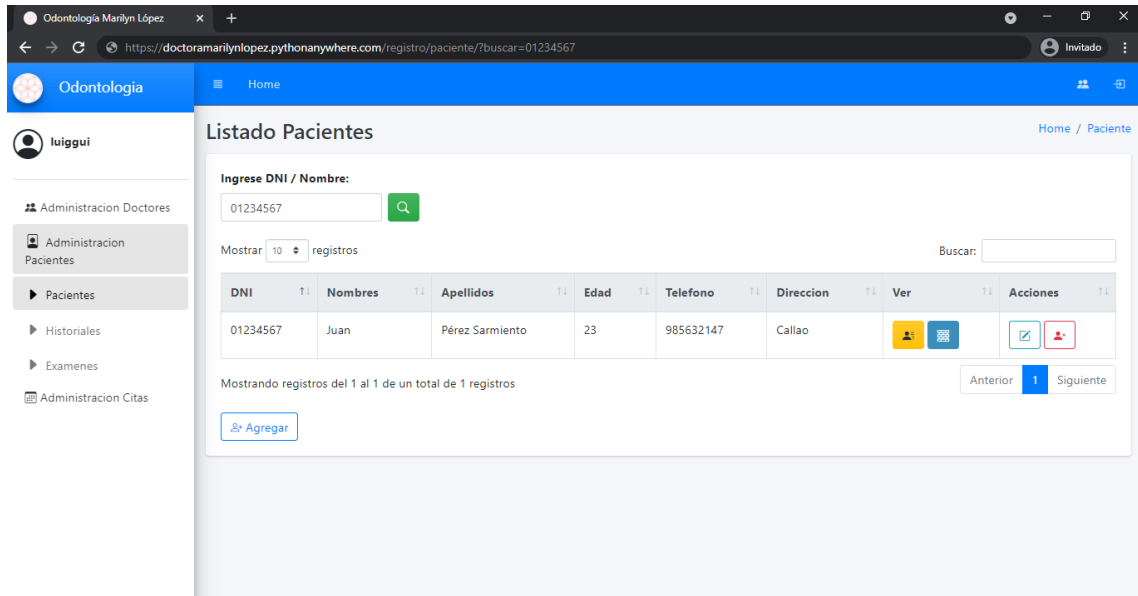 Odontología Marilyn López
https://doctoramarilynlopez.pythonanywhere.com/registro/paciente/?buscar=01234567
Invitado
Odontologia
Home
luiggui
Listado Pacientes
Home / Paciente
Administracion Doctores
Administracion
Pacientes
Pacientes
Historiales
Examenes
Administracion Citas
Ingrese DNI / Nombre:
01234567
Mostrar 10 registros
Buscar:
DNI Nombres Apellidos Edad Telefono Direccion Ver Acciones
01234567 Juan Pérez Sarmiento 23 985632147 Callao
Mostrando registros del 1 al 1 de un total de 1 registros
Anterior 1 Siguiente
Agregar